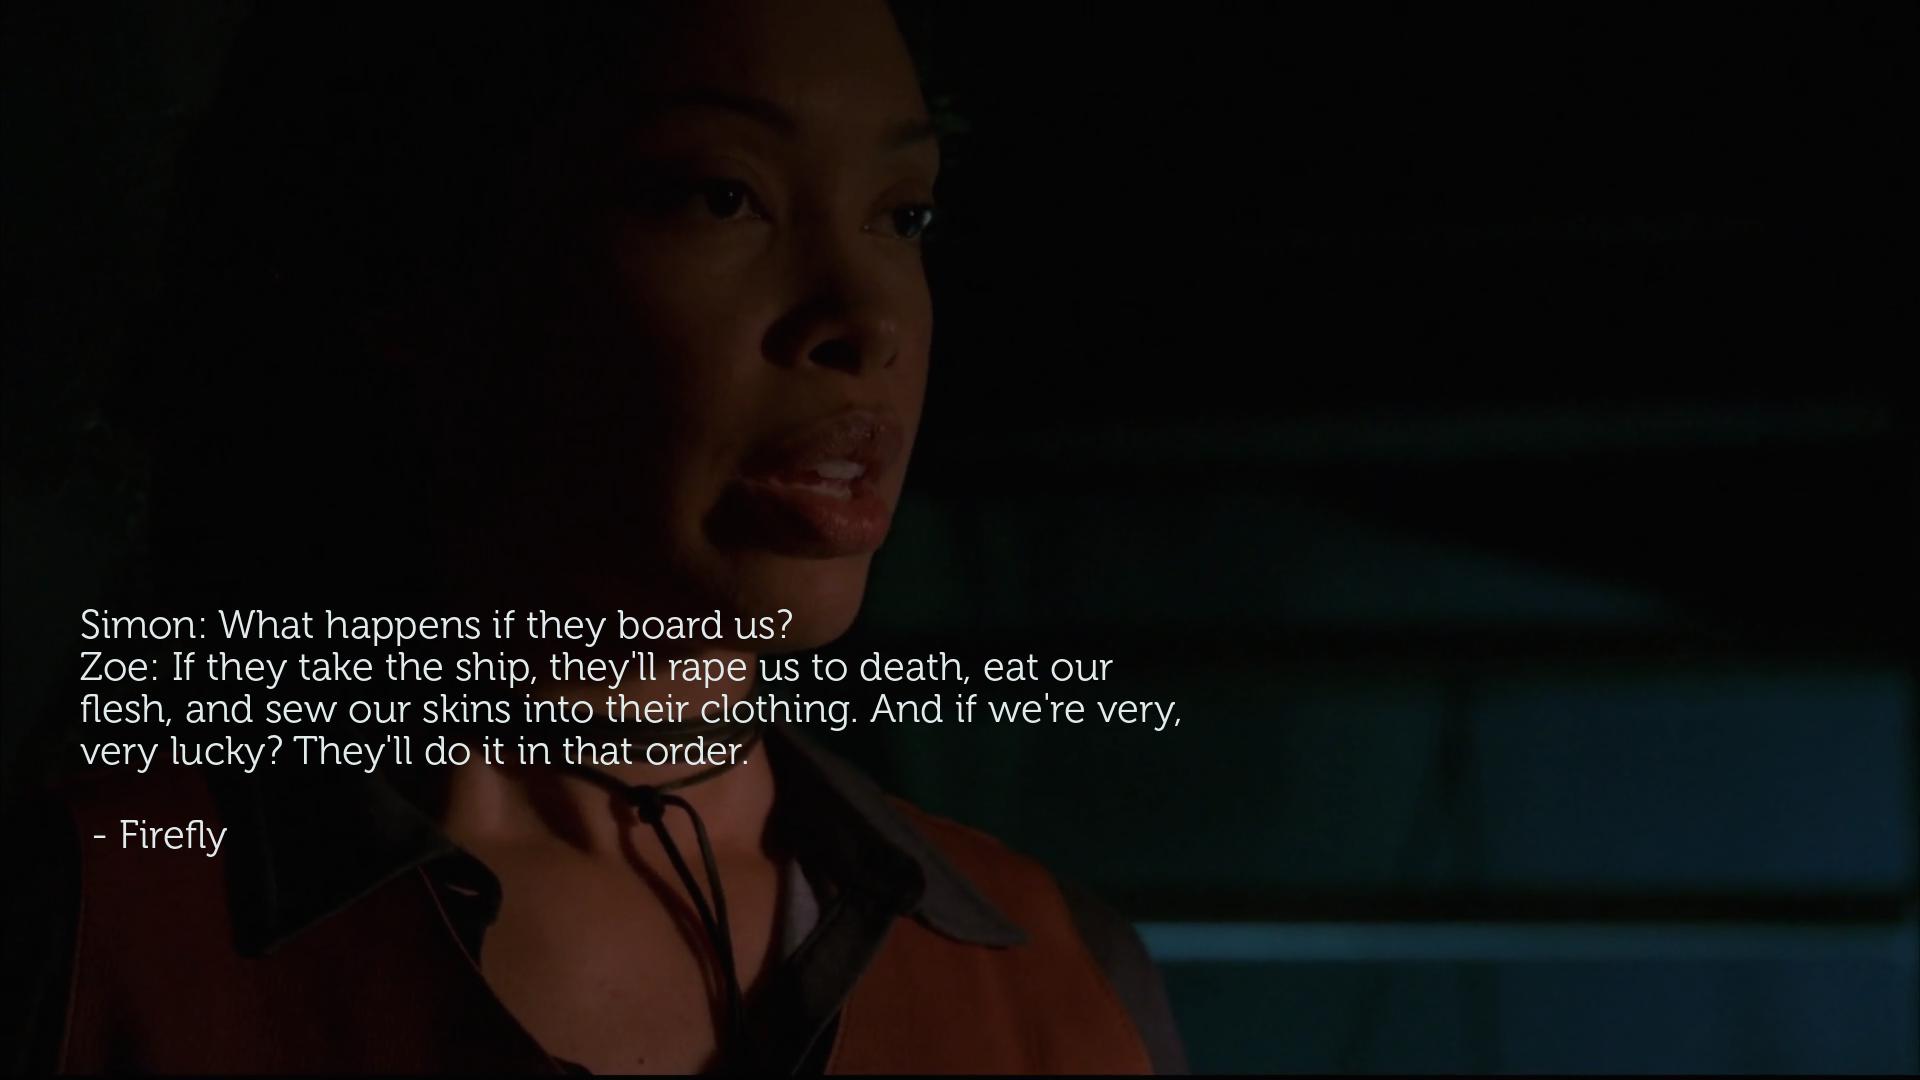 Simon: What happens if they board us?
Zoe: If they take the ship, they'll rape us to death, eat our
flesh, and sew our skins into their clothing. And if we're very,
very lucky? They'll do it in that order.
- Firefly